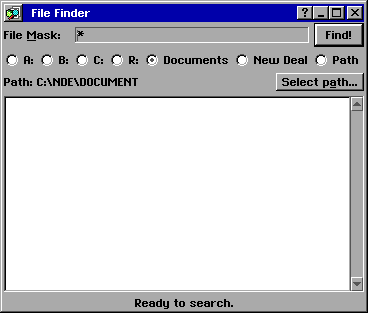 File Finder
File Mask: * Find!
A: B: C: R: Documents New Deal Path
Path: C:\NDE\DOCUMENT Select path...
Ready to search.